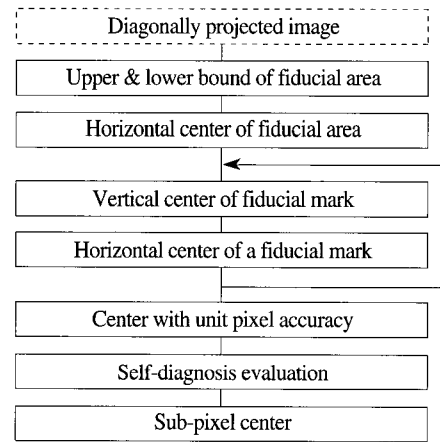 Diagonally projected image
Upper & lower bound of fiducial area
Horizontal center of fiducial area
Vertical center of fiducial mark
Horizontal center of a fiducial mark
Center with unit pixel accuracy
Self-diagnosis evaluation
Sub-pixel center